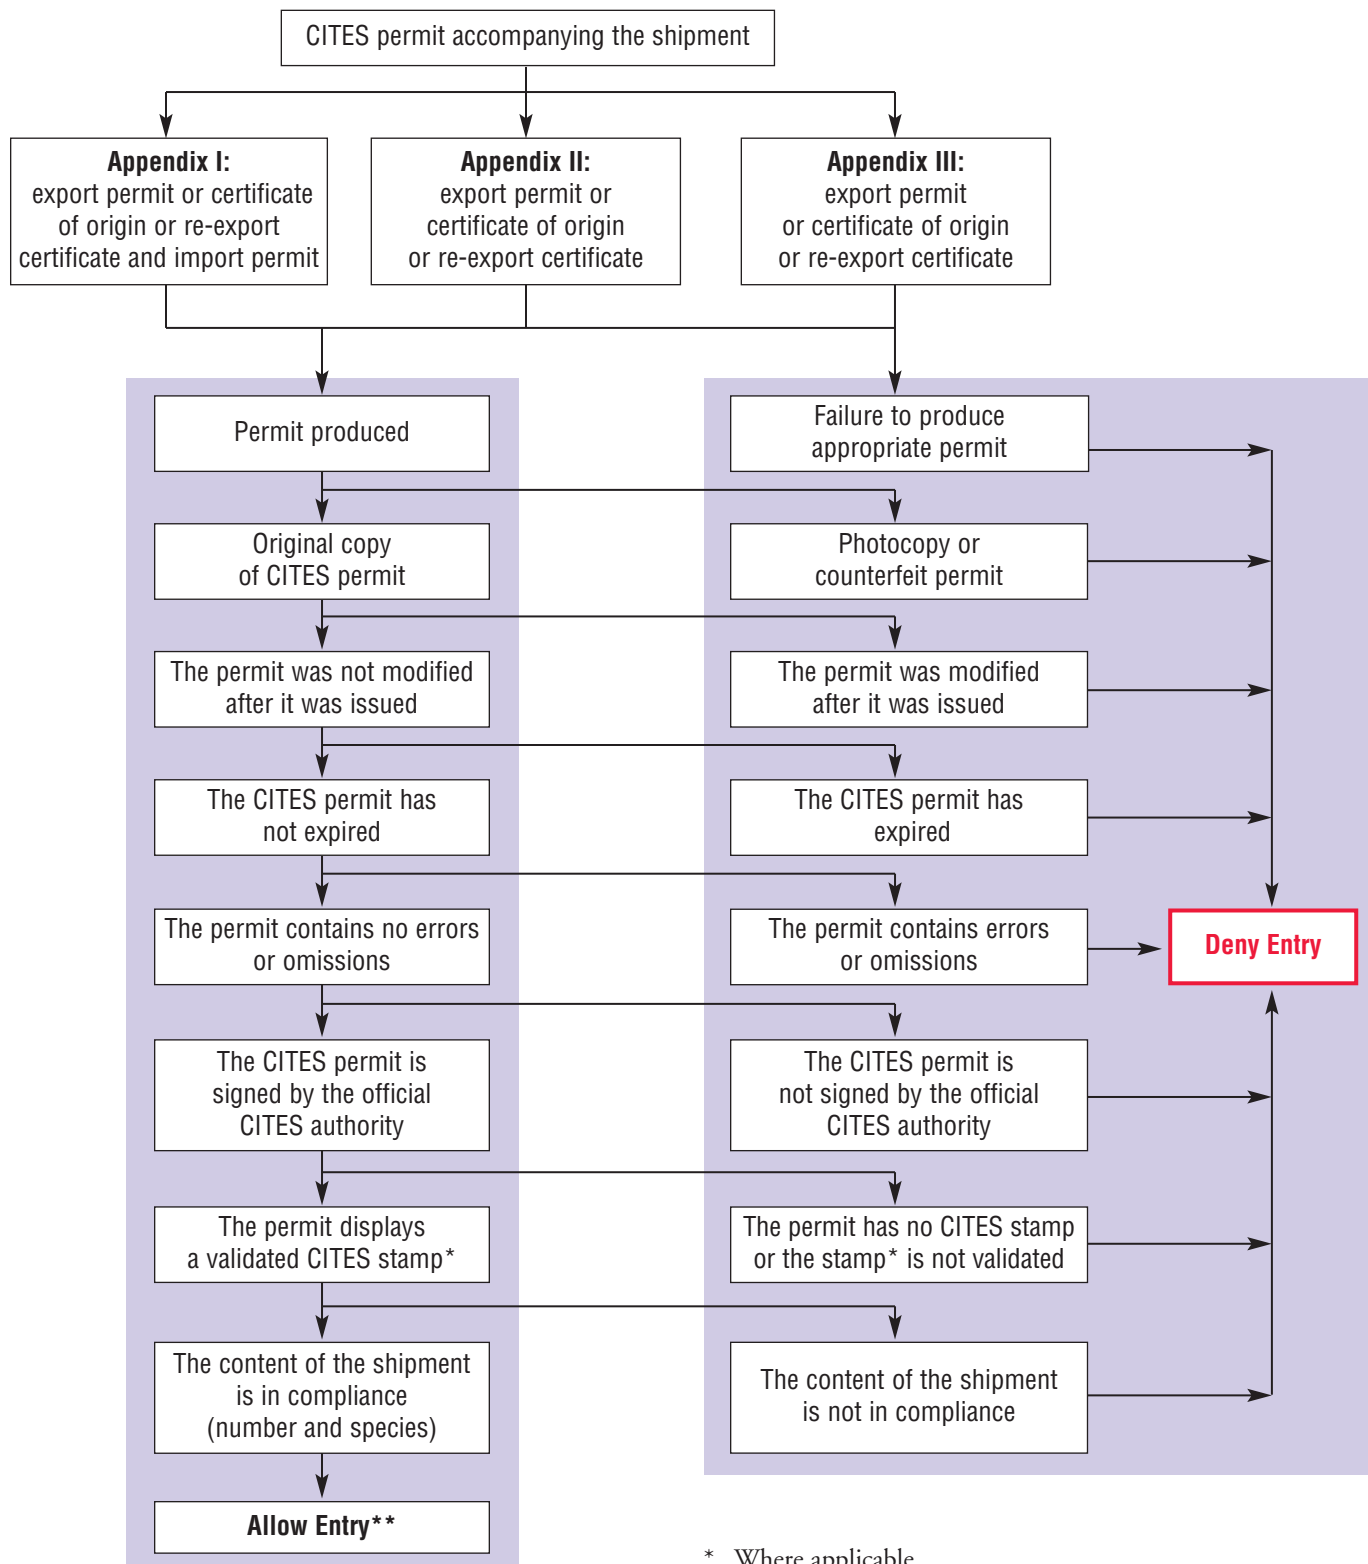 CITES permit accompanying the shipment
Appendix I:
export permit or certificate
of origin or re-export
certificate and import permit
Appendix II:
export permit or
certificate of origin
or re-export certificate
Appendix III:
export permit
or certificate of origin
or re-export certificate
Permit produced
Failure to produce
appropriate permit
Original copy
of CITES permit
Photocopy or
counterfeit permit
The permit was not modified
after it was issued
The permit was modified
after it was issued
The CITES permit has
not expired
The CITES permit has
expired
The permit contains no errors
or omissions
The permit contains errors
or omissions
Deny Entry
The CITES permit is
signed by the official
CITES authority
The CITES permit is
not signed by the official
CITES authority
The permit displays
a validated CITES stamp*
The permit has no CITES stamp
or the stamp* is not validated
The content of the shipment
is in compliance
(number and species)
The content of the shipment
is not in compliance
Allow Entry**
* Where applicable